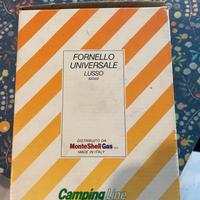 FORNELLO
UNIVERSALE
LUSSO
DISTRIBUITO DA
MonteShell Gas
MADE IN ITALY
Camping Line